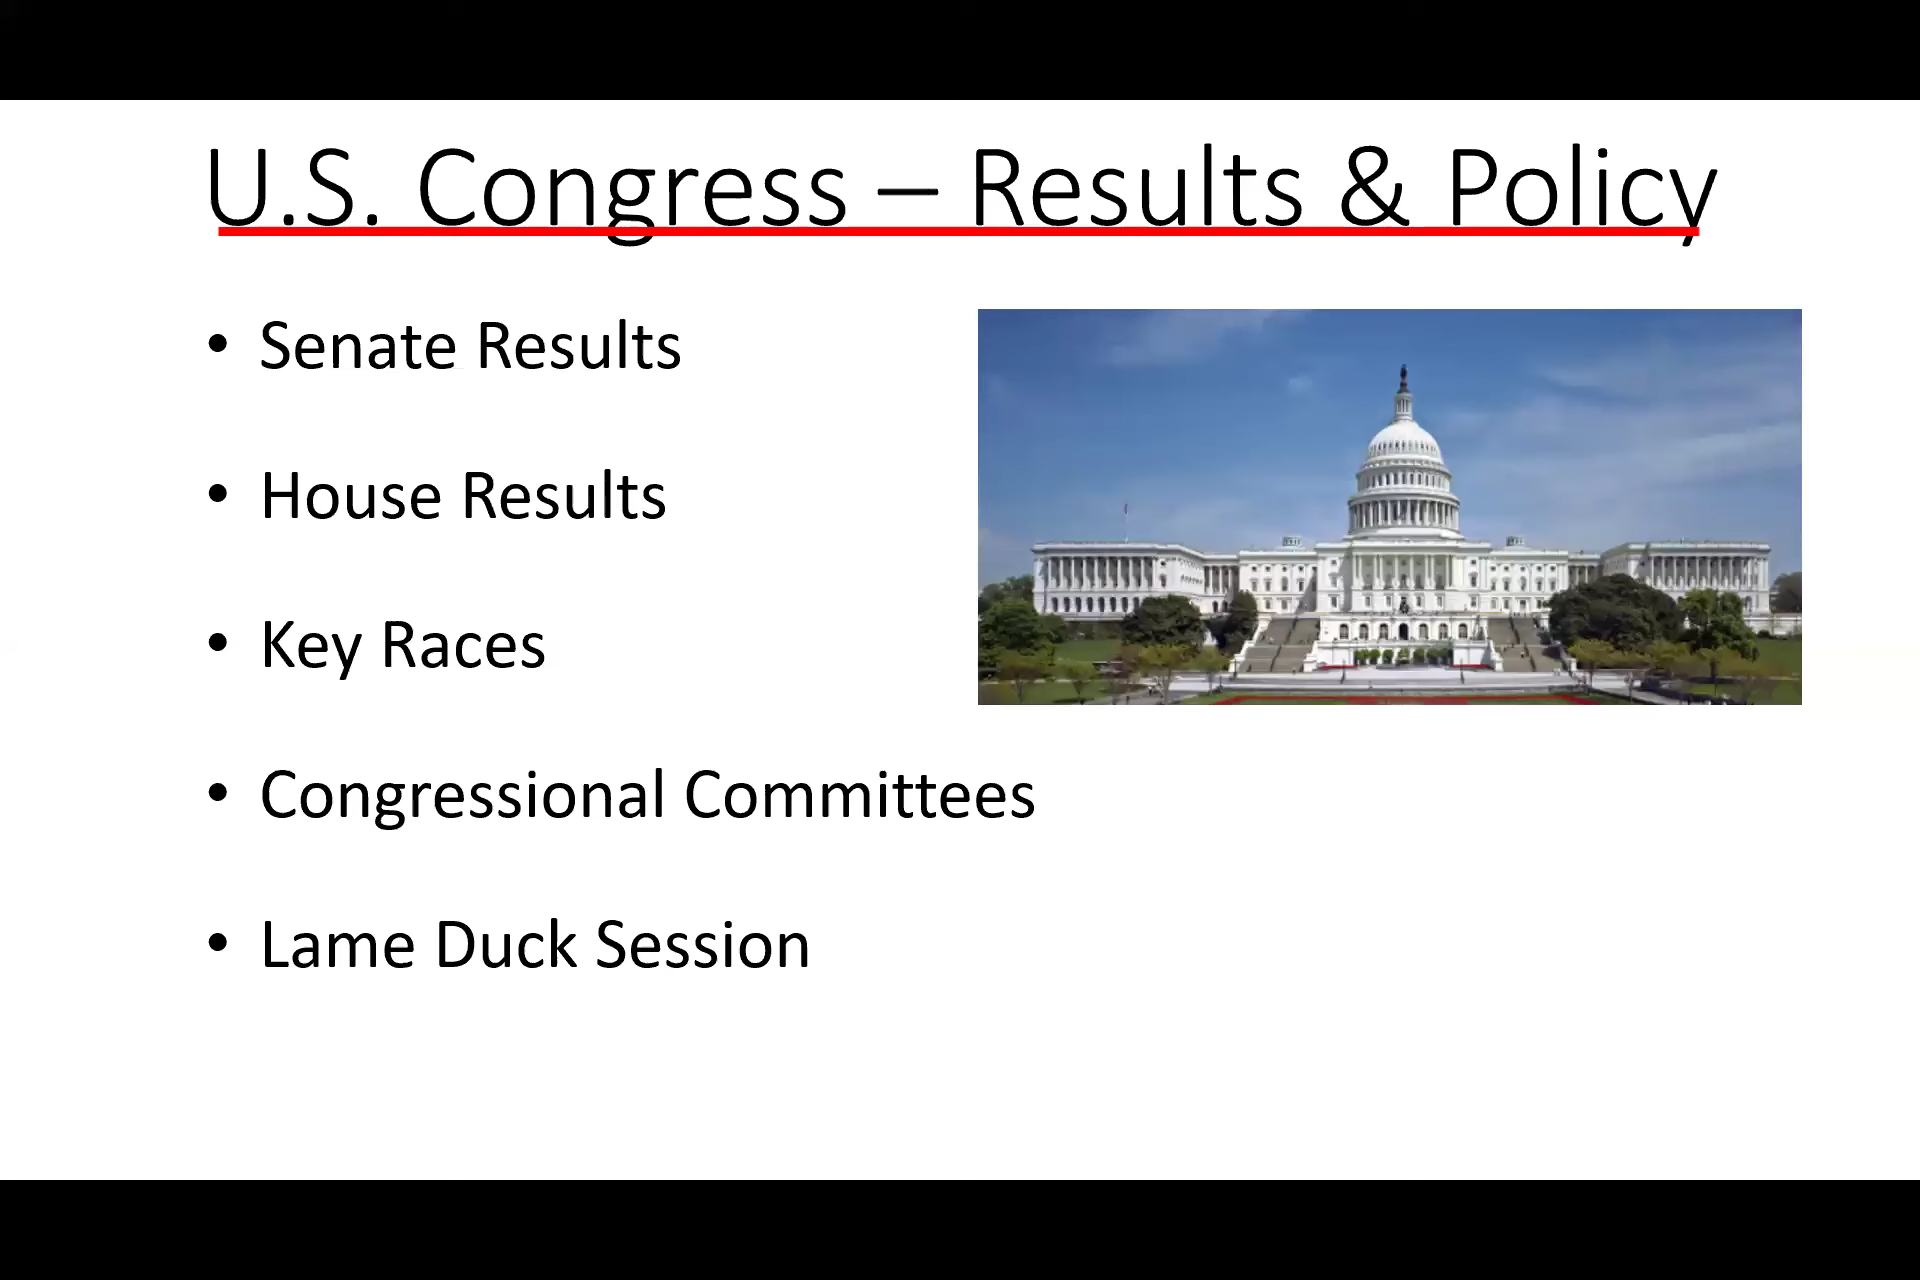 U.S. Congress – Results & Policy
• Senate Results
• House Results
• Key Races
• Congressional Committees
• Lame Duck Session